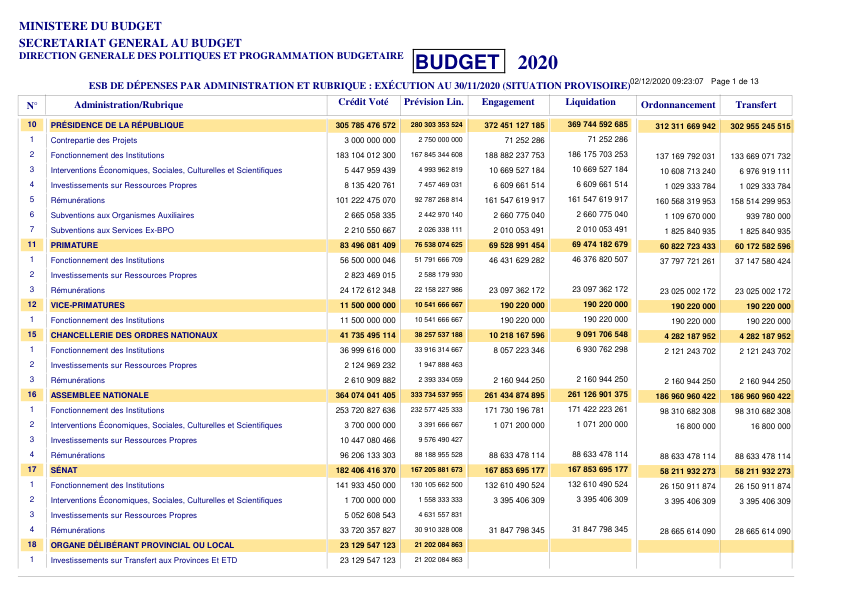 MINISTERE DU BUDGET
SECRETARIAT GENERAL AU BUDGET
DIRECTION GENERALE DES POLITIQUES ET PROGRAMMATION BUDGETAIRE
BUDGET 2020
ESB DE DÉPENSES PAR ADMINISTRATION ET RUBRIQUE : EXÉCUTION AU 30/11/2020 (SITUATION PROVISOIRE) 02/12/2020 09:23:07 Page 1 de 13
N° Administration/Rubrique Crédit Voté Prévision Lin. Engagement Liquidation Ordonnancement Transfert
10 PRÉSIDENCE DE LA RÉPUBLIQUE 305 785 476 572 280 303 353 524 372 451 127 185 369 744 592 685 312 311 669 942 302 955 245 515
1 Contrepartie des Projets 3 000 000 000 2 750 000 000 71 252 286 71 252 286
2 Fonctionnement des Institutions 183 104 012 300 167 845 344 608 188 882 237 753 186 175 703 253 137 169 792 031 133 669 071 732
3 Interventions Économiques, Sociales, Culturelles et Scientifiques 5 447 959 439 4 993 962 819 10 669 527 184 10 669 527 184 10 608 713 240 6 976 919 111
4 Investissements sur Ressources Propres 8 135 420 761 7 457 469 031 6 609 661 514 6 609 661 514 1 029 333 784 1 029 333 784
5 Rémunérations 101 222 475 070 92 787 268 814 161 547 619 917 161 547 619 917 160 568 319 953 158 514 299 953
6 Subventions aux Organismes Auxiliaires 2 665 058 335 2 442 970 140 2 660 775 040 2 660 775 040 1 109 670 000 939 780 000
7 Subventions aux Services Ex-BPO 2 210 550 667 2 026 338 111 2 010 053 491 2 010 053 491 1 825 840 935 1 825 840 935
11 PRIMATURE 83 496 081 409 76 538 074 625 69 528 991 454 69 474 182 679 60 822 723 433 60 172 582 596
1 Fonctionnement des Institutions 56 500 000 046 51 791 666 709 46 431 629 282 46 376 820 507 37 797 721 261 37 147 580 424
2 Investissements sur Ressources Propres 2 823 469 015 2 588 179 930
3 Rémunérations 24 172 612 348 22 158 227 986 23 097 362 172 23 097 362 172 23 025 002 172 23 025 002 172
12 VICE-PRIMATURES 11 500 000 000 10 541 666 667 190 220 000 190 220 000 190 220 000 190 220 000
1 Fonctionnement des Institutions 11 500 000 000 10 541 666 667 190 220 000 190 220 000 190 220 000 190 220 000
15 CHANCELLERIE DES ORDRES NATIONAUX 41 735 495 114 38 257 537 188 10 218 167 596 9 091 706 548 4 282 187 952 4 282 187 952
1 Fonctionnement des Institutions 36 999 616 000 33 916 314 667 8 057 223 346 6 930 762 298 2 121 243 702 2 121 243 702
2 Investissements sur Ressources Propres 2 124 969 232 1 947 888 463
3 Rémunérations 2 610 909 882 2 393 334 059 2 160 944 250 2 160 944 250 2 160 944 250 2 160 944 250
16 ASSEMBLEE NATIONALE 364 074 041 405 333 734 537 955 261 434 874 895 261 126 901 375 186 960 960 422 186 960 960 422
1 Fonctionnement des Institutions 253 720 827 636 232 577 425 333 171 730 196 781 171 422 223 261 98 310 682 308 98 310 682 308
2 Interventions Économiques, Sociales, Culturelles et Scientifiques 3 700 000 000 3 391 666 667 1 071 200 000 1 071 200 000 16 800 000 16 800 000
3 Investissements sur Ressources Propres 10 447 080 466 9 576 490 427
4 Rémunérations 96 206 133 303 88 188 955 528 88 633 478 114 88 633 478 114 88 633 478 114 88 633 478 114
17 SÉNAT 182 406 416 370 167 205 881 673 167 853 695 177 167 853 695 177 58 211 932 273 58 211 932 273
1 Fonctionnement des Institutions 141 933 450 000 130 105 662 500 132 610 490 524 132 610 490 524 26 150 911 874 26 150 911 874
2 Interventions Économiques, Sociales, Culturelles et Scientifiques 1 700 000 000 1 558 333 333 3 395 406 309 3 395 406 309 3 395 406 309 3 395 406 309
3 Investissements sur Ressources Propres 5 052 608 543 4 631 557 831
4 Rémunérations 33 720 357 827 30 910 328 008 31 847 798 345 31 847 798 345 28 665 614 090 28 665 614 090
18 ORGANE DÉLIBÉRANT PROVINCIAL OU LOCAL 23 129 547 123 21 202 084 863
1 Investissements sur Transfert aux Provinces Et ETD 23 129 547 123 21 202 084 863